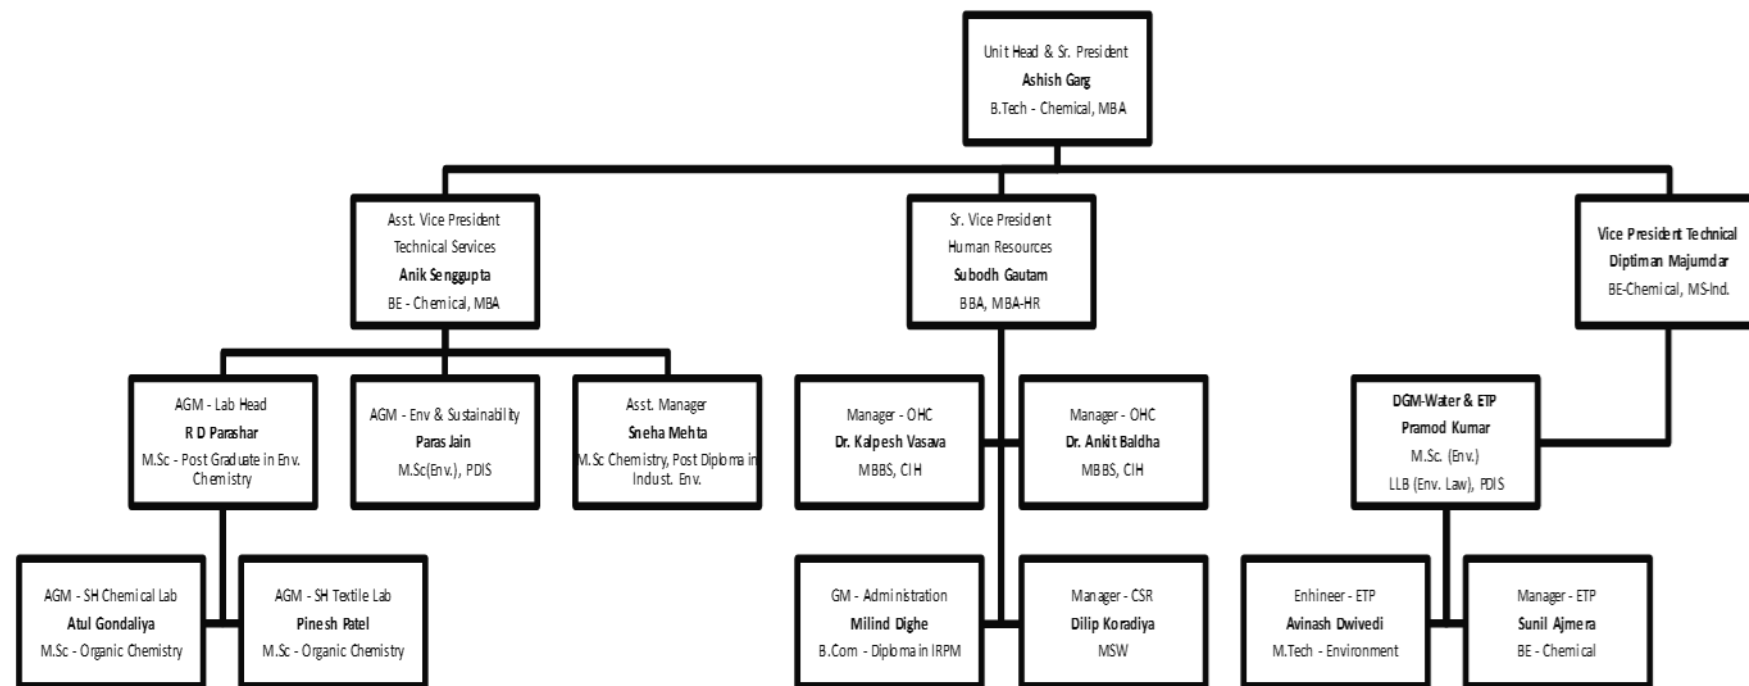 Unit Head & Sr. President
Ashish Garg
B.Tech - Chemical, MBA
Asst. Vice President
Technical Services
Anik Senggupta
BE - Chemical, MBA
Sr. Vice President
Human Resources
Subodh Gautam
BBA, MBA-HR
Vice President Technical
Diptiman Majumdar
BE-Chemical, MS-Ind.
AGM - Lab Head
R D Parashar
M.Sc - Post Graduate in Env.
Chemistry
AGM - Env & Sustainability
Paras Jain
M.Sc(Env.), PDIS
Asst. Manager
Sneha Mehta
M.Sc Chemistry, Post Diploma in
Indust. Env.
Manager - OHC
Dr. Kalpesh Vasava
MBBS, CIH
Manager - OHC
Dr. Ankit Baldha
MBBS, CIH
DGM-Water & ETP
Pramod Kumar
M.Sc. (Env.)
LLB (Env. Law), PDIS
AGM - SH Chemical Lab
Atul Gondaliya
M.Sc - Organic Chemistry
AGM - SH Textile Lab
Pinesh Patel
M.Sc - Organic Chemistry
GM - Administration
Milind Dighe
B.Com - Diploma in IRPM
Manager - CSR
Dilip Koradiya
MSW
Enhineer - ETP
Avinash Dwivedi
M.Tech - Environment
Manager - ETP
Sunil Ajmera
BE - Chemical